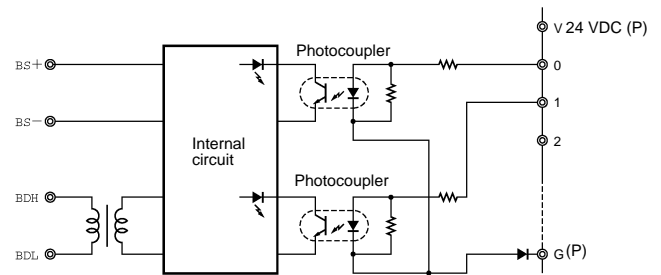 V 24 VDC (P)
Photocoupler
BS+
0
1
BS−
2
Internal
circuit
Photocoupler
BDH
BDL
G (P)